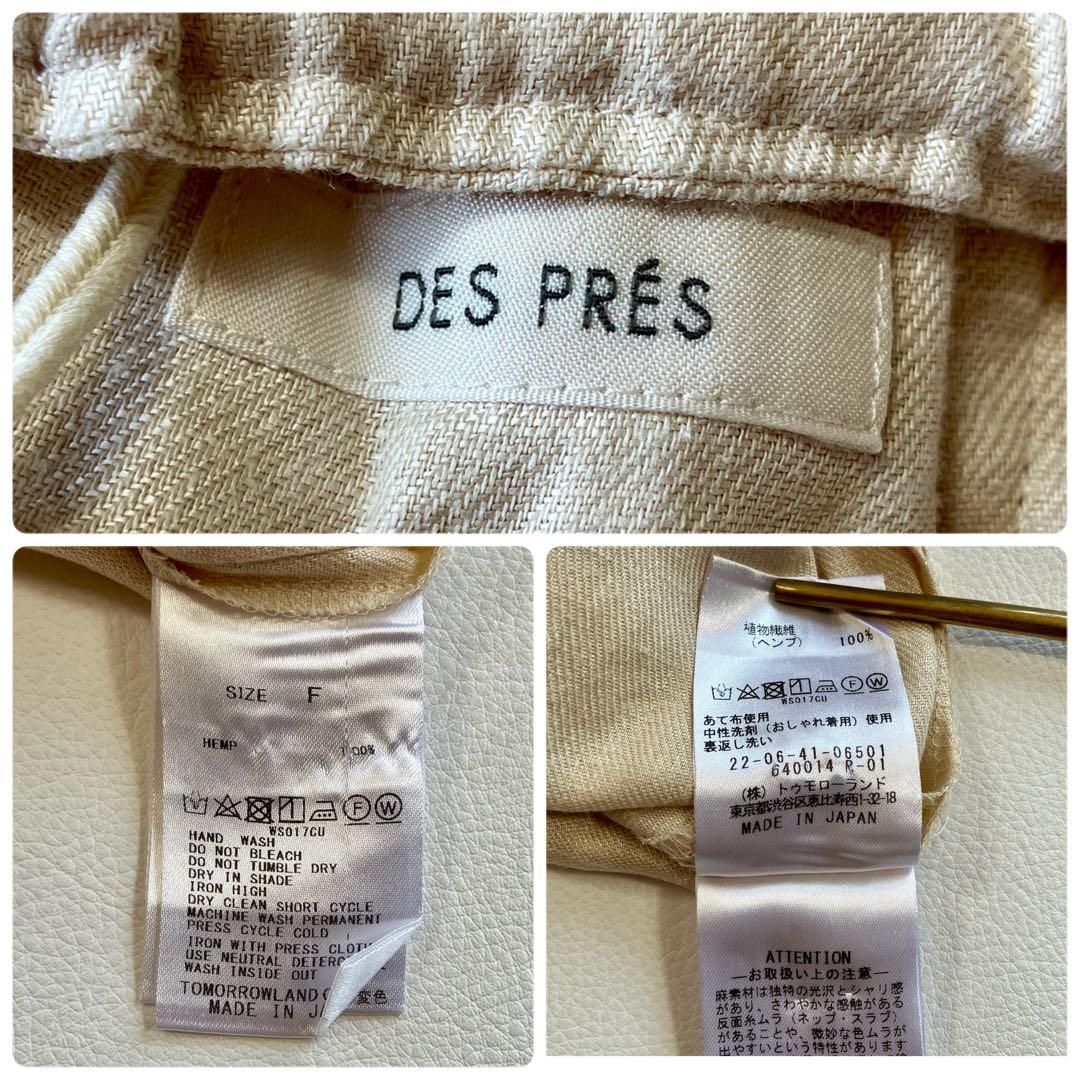 DES PRÉS
SIZE F
HEMP 100%
WS017CU
HAND WASH
DO NOT BLEACH
DO NOT TUMBLE DRY
DRY IN SHADE
IRON HIGH
DRY CLEAN SHORT CYCLE
MACHINE WASH PERMANENT
PRESS CYCLE COLD
IRON WITH PRESS
USE NEUTRAL
WASH INSIDE OUT
TOMORROWLAND
変色
MADE IN
植物繊維
(ヘンプ) 100%
WS017CU
あて布使用
中性洗剤(おしゃれ着用)使用
裏返し洗い
22-06-41-06501
640014 R-01
(株)トゥモローランド
東京都渋谷区恵比寿西1-32-18
MADE IN JAPAN
ATTENTION
―お取扱い上の注意―
麻素材は独特の光沢とシャリ感
があり、さわやかな感触がある
反面糸ムラ(ネップ・スラブ)
があることや、微妙な色ムラが
出やすいという特性があります